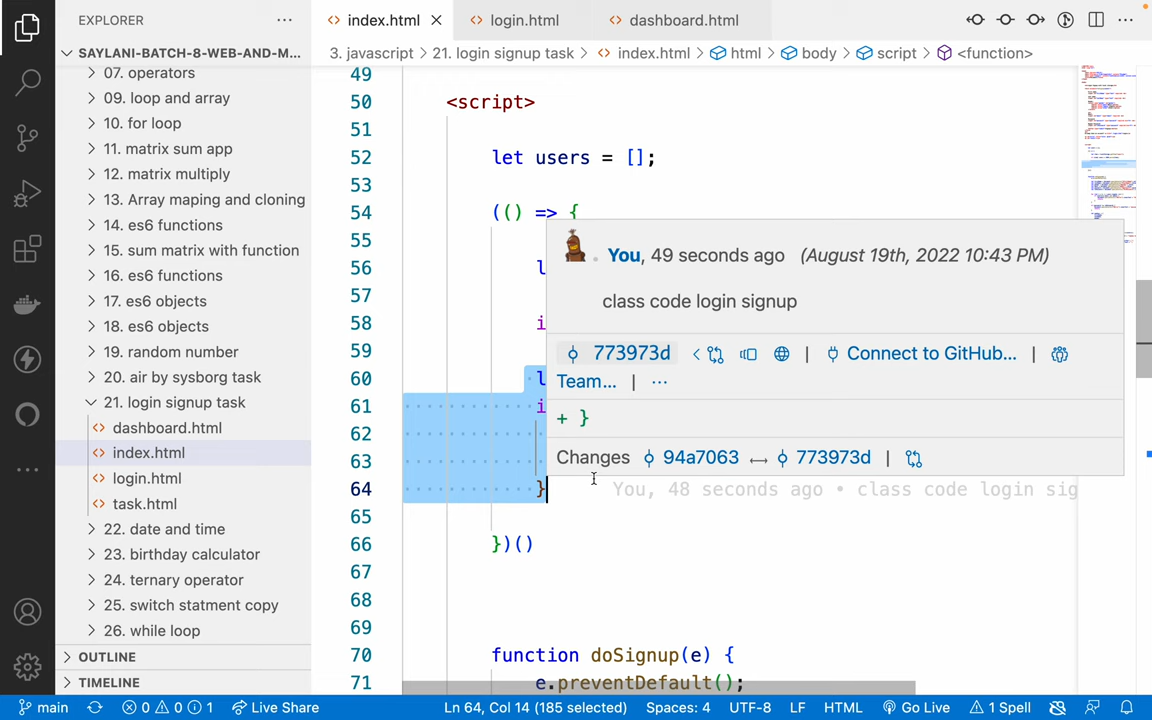 EXPLORER
index.html
login.html
dashboard.html
SAYLANI-BATCH-8-WEB-AND-M...
3. javascript > 21. login signup task > index.html > html > body > script > <function>
07. operators
09. loop and array
10. for loop
11. matrix sum app
12. matrix multiply
13. Array maping and cloning
14. es6 functions
15. sum matrix with function
16. es6 functions
17. es6 objects
18. es6 objects
19. random number
20. air by sysborg task
21. login signup task
dashboard.html
index.html
login.html
task.html
22. date and time
23. birthday calculator
24. ternary operator
25. switch statment copy
26. while loop
OUTLINE
TIMELINE
49
50 <script>
51
52 let users = [];
53
54 (() => {
55
56 l
57
58 i
59
60 l
61 i
62
63
64 } You, 48 seconds ago • class code login sig
65
66 })()
67
68
69
70 function doSignup(e) {
71 e.preventDefault();
You, 49 seconds ago (August 19th, 2022 10:43 PM)
class code login signup
773973d | Connect to GitHub... |
Team... | ...
+ }
Changes 94a7063 ↔ 773973d |
main 0 0 1 Live Share Ln 64, Col 14 (185 selected) Spaces: 4 UTF-8 LF HTML Go Live 1 Spell